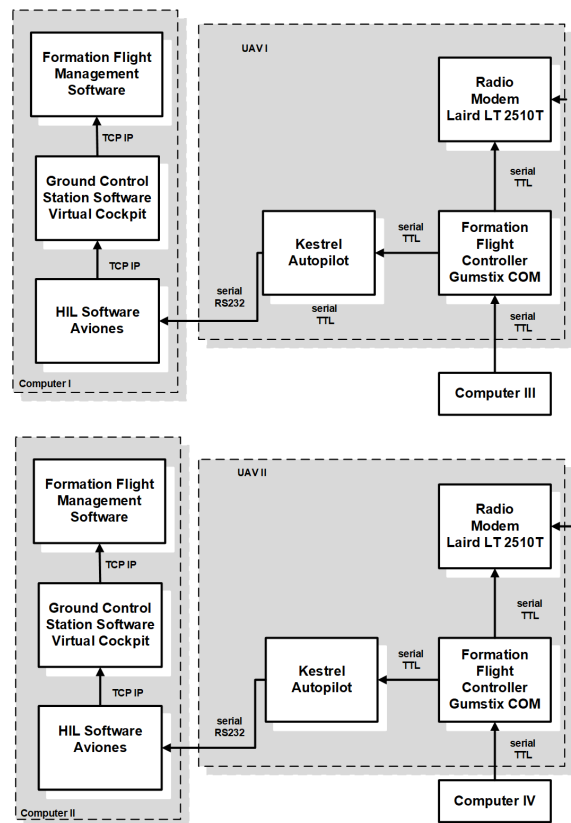 UAV I
Formation Flight
Management
Software
TCP IP
Ground Control
Station Software
Virtual Cockpit
TCP IP
HIL Software
Aviones
Computer I
Radio
Modem
Laird LT 2510T
serial
TTL
Kestrel
Autopilot
serial
TTL
Formation
Flight
Controller
Gumstix COM
serial
RS232
serial
TTL
serial
TTL
Computer III
UAV II
Formation Flight
Management
Software
TCP IP
Ground Control
Station Software
Virtual Cockpit
TCP IP
HIL Software
Aviones
Computer II
Radio
Modem
Laird LT 2510T
serial
TTL
Kestrel
Autopilot
serial
TTL
Formation
Flight
Controller
Gumstix COM
serial
RS232
serial
TTL
Computer IV